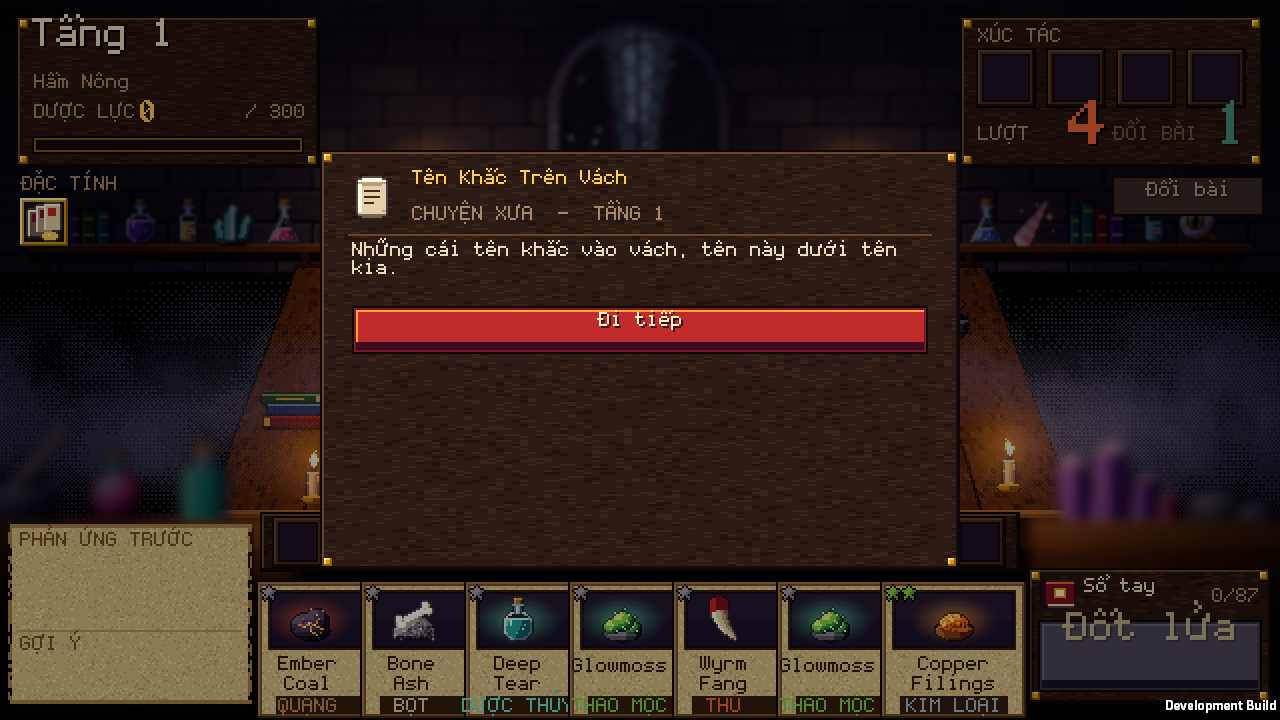 Tầng 1
Hầm Nông
DƯỢC LỰC 0 / 300
ĐẶC TÍNH
XÚC TÁC
LƯỢT 4 ĐỔI BÀI 1
Đổi bài
Tên Khắc Trên Vách
CHUYỆN XƯA – TẦNG 1
Những cái tên khắc vào vách, tên này dưới tên
kia.
Đi tiếp
PHẢN ỨNG TRƯỚC
GỢI Ý
Ember
Coal
QUẶNG
Bone
Ash
BỘT
Deep
Tear
DƯỢC THỦY
Glowmoss
THẢO MỘC
Wyrm
Fang
THÚ
Glowmoss
THẢO MỘC
Copper
Filings
KIM LOẠI
Sổ tay
0/87
Đốt lửa
Development Build